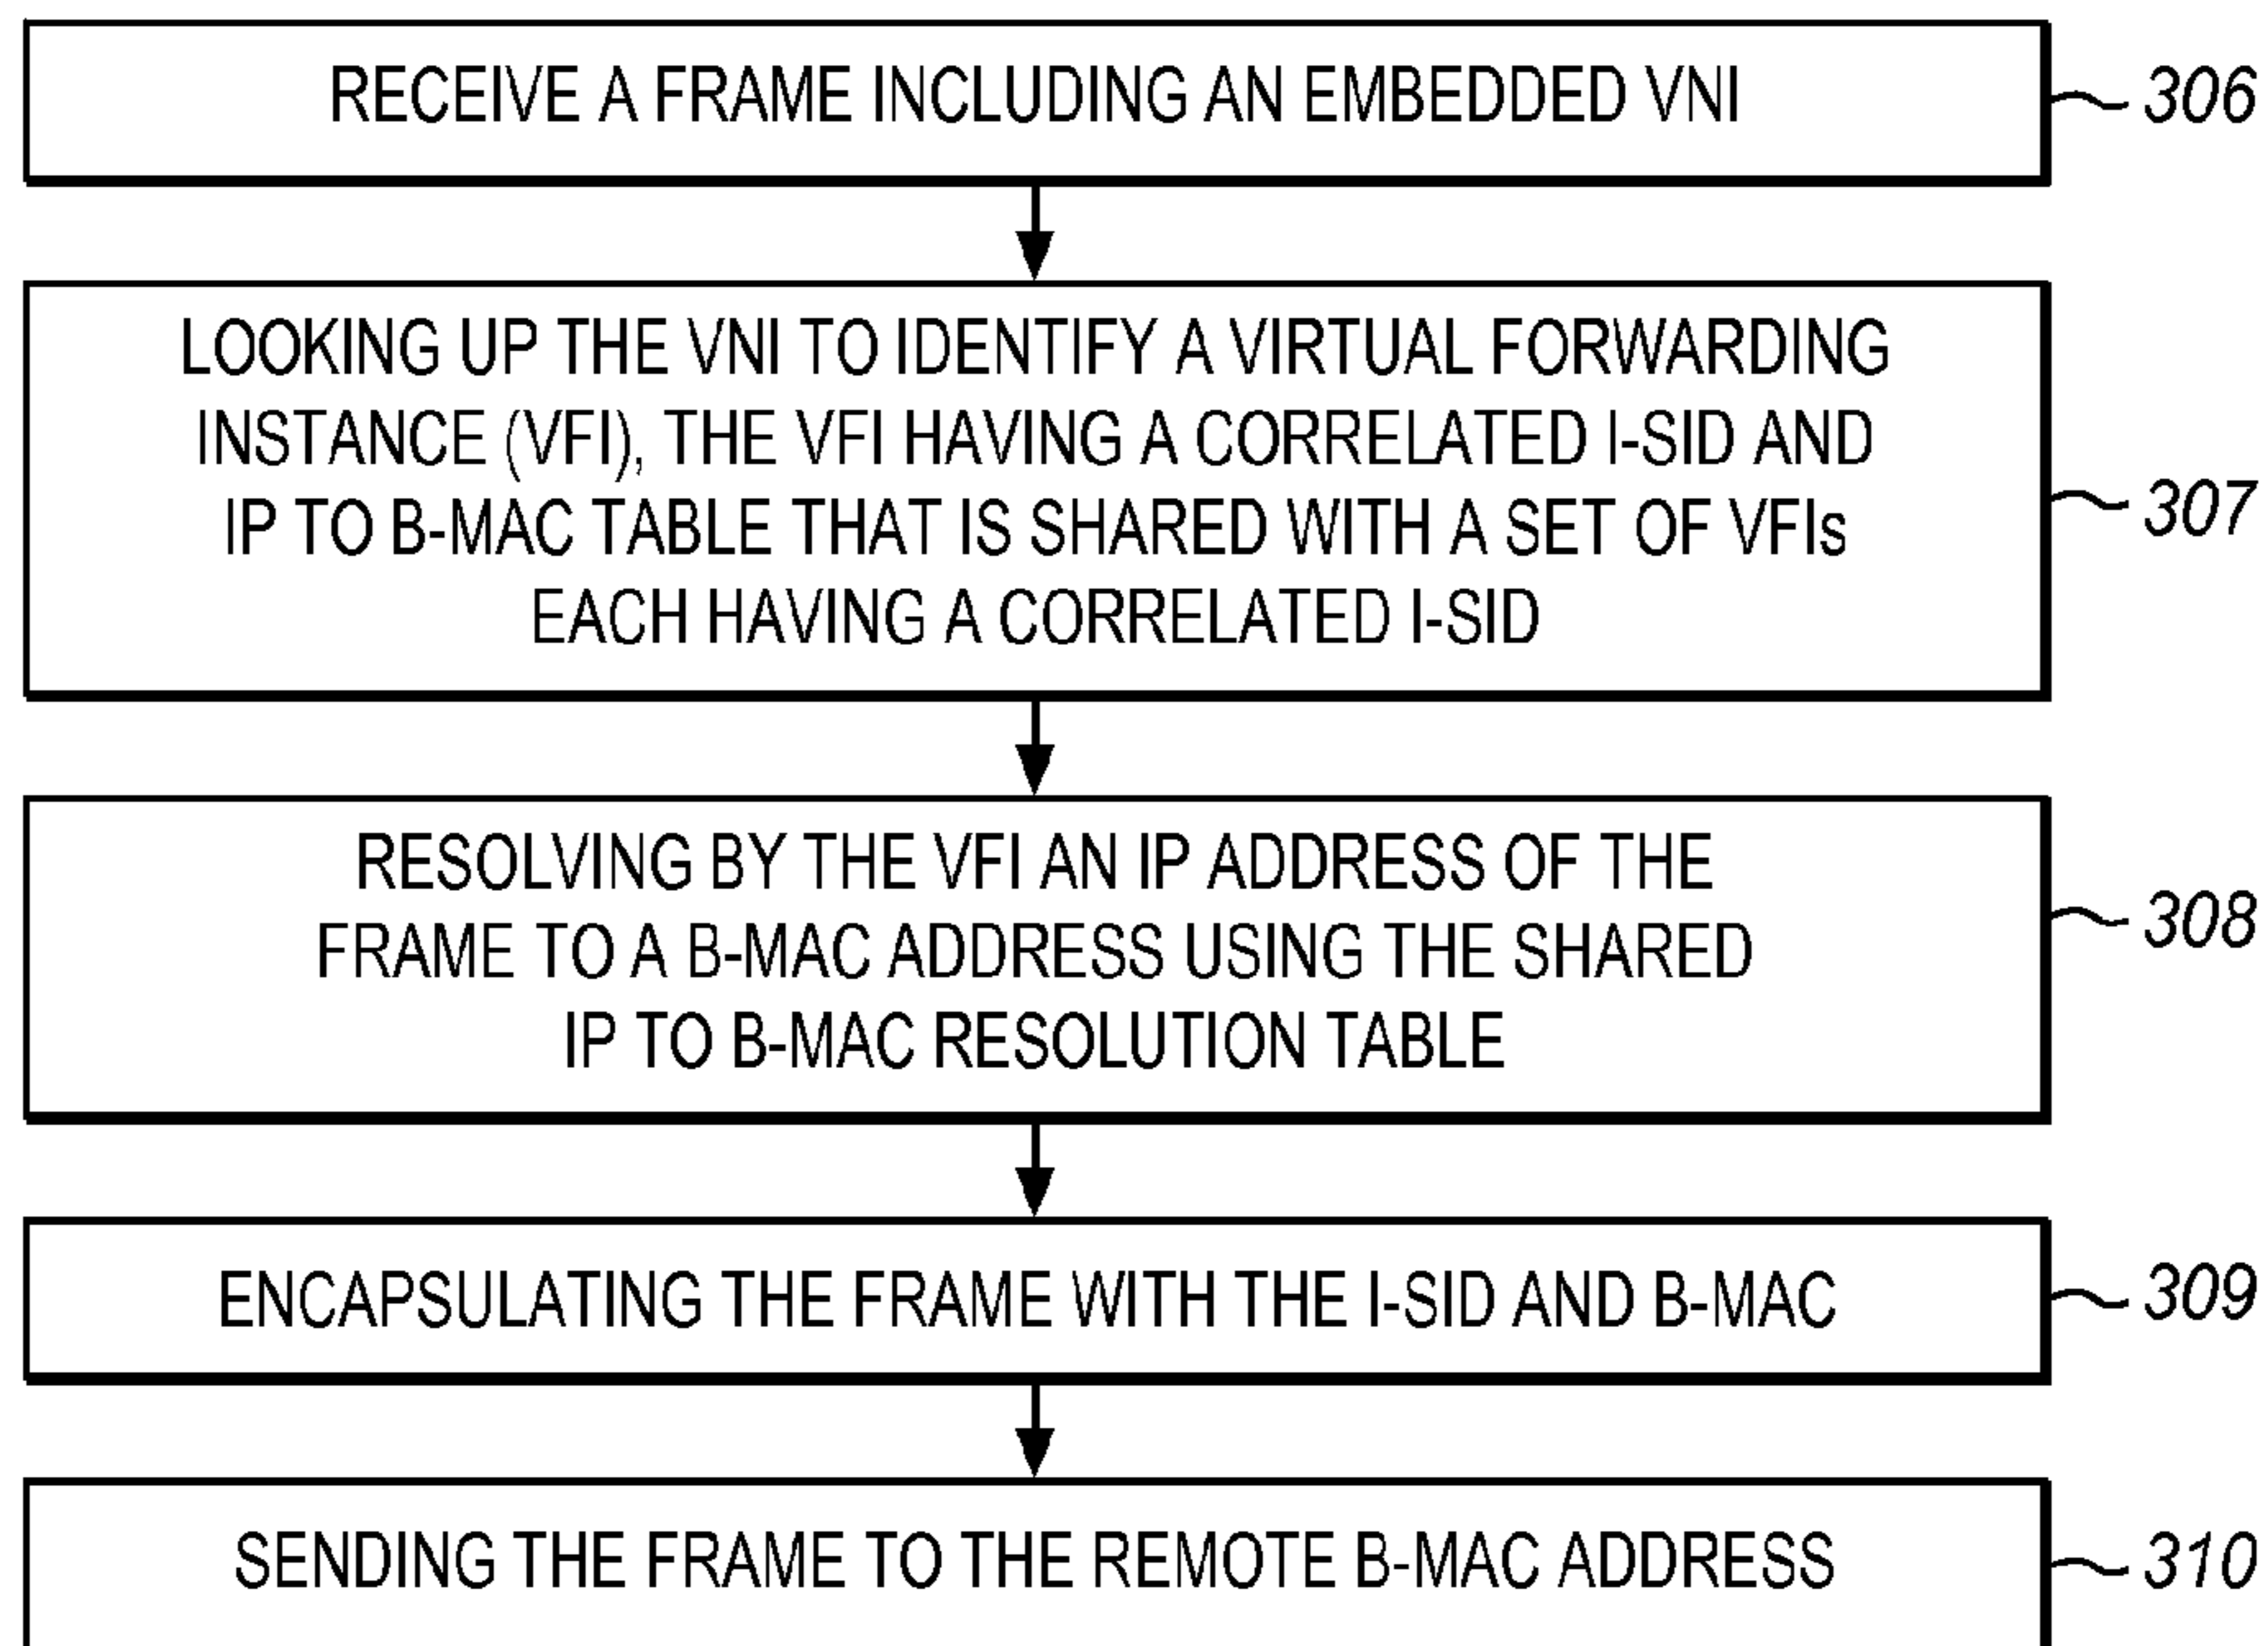 RECEIVE A FRAME INCLUDING AN EMBEDDED VNI
306
LOOKING UP THE VNI TO IDENTIFY A VIRTUAL FORWARDING
INSTANCE (VFI), THE VFI HAVING A CORRELATED I-SID AND
IP TO B-MAC TABLE THAT IS SHARED WITH A SET OF VFIs
EACH HAVING A CORRELATED I-SID
307
RESOLVING BY THE VFI AN IP ADDRESS OF THE
FRAME TO A B-MAC ADDRESS USING THE SHARED
IP TO B-MAC RESOLUTION TABLE
308
ENCAPSULATING THE FRAME WITH THE I-SID AND B-MAC
309
SENDING THE FRAME TO THE REMOTE B-MAC ADDRESS
310